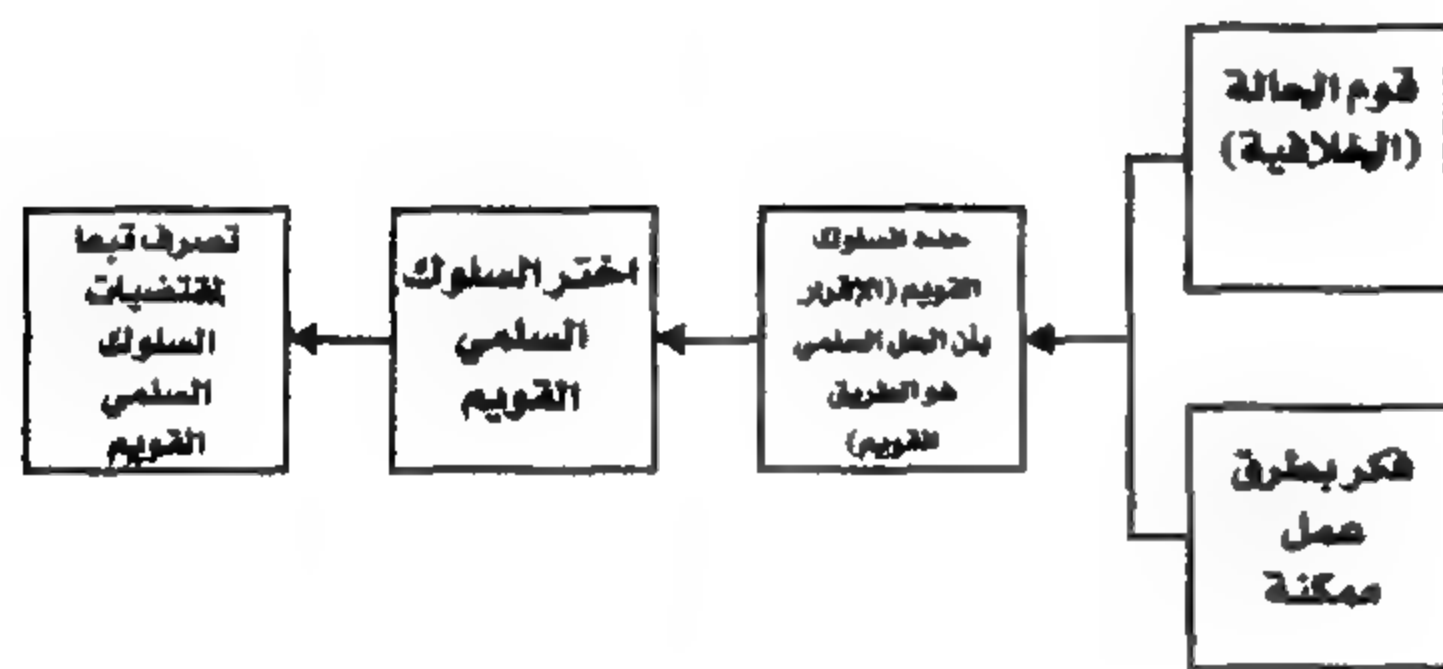 قوم الحالة
(الخلافية)
فكر بطرق
عمل
ممكنة
حدد السلوك
القويم (الإقرار
بأن الحل السلمي
هو الطريق
القويم)
اختر السلوك
السلمي
القويم
تصرف تبعا
لمقتضيات
السلوك
السلمي
القويم